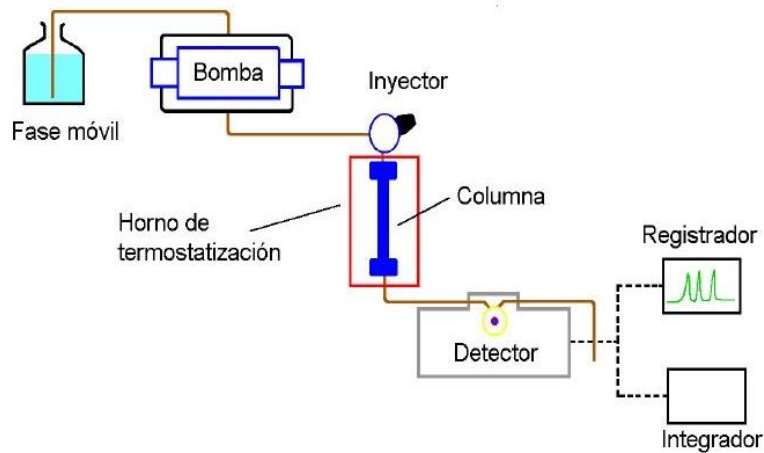 Bomba
Inyector
Fase móvil
Columna
Horno de
termostatización
Registrador
Detector
Integrador